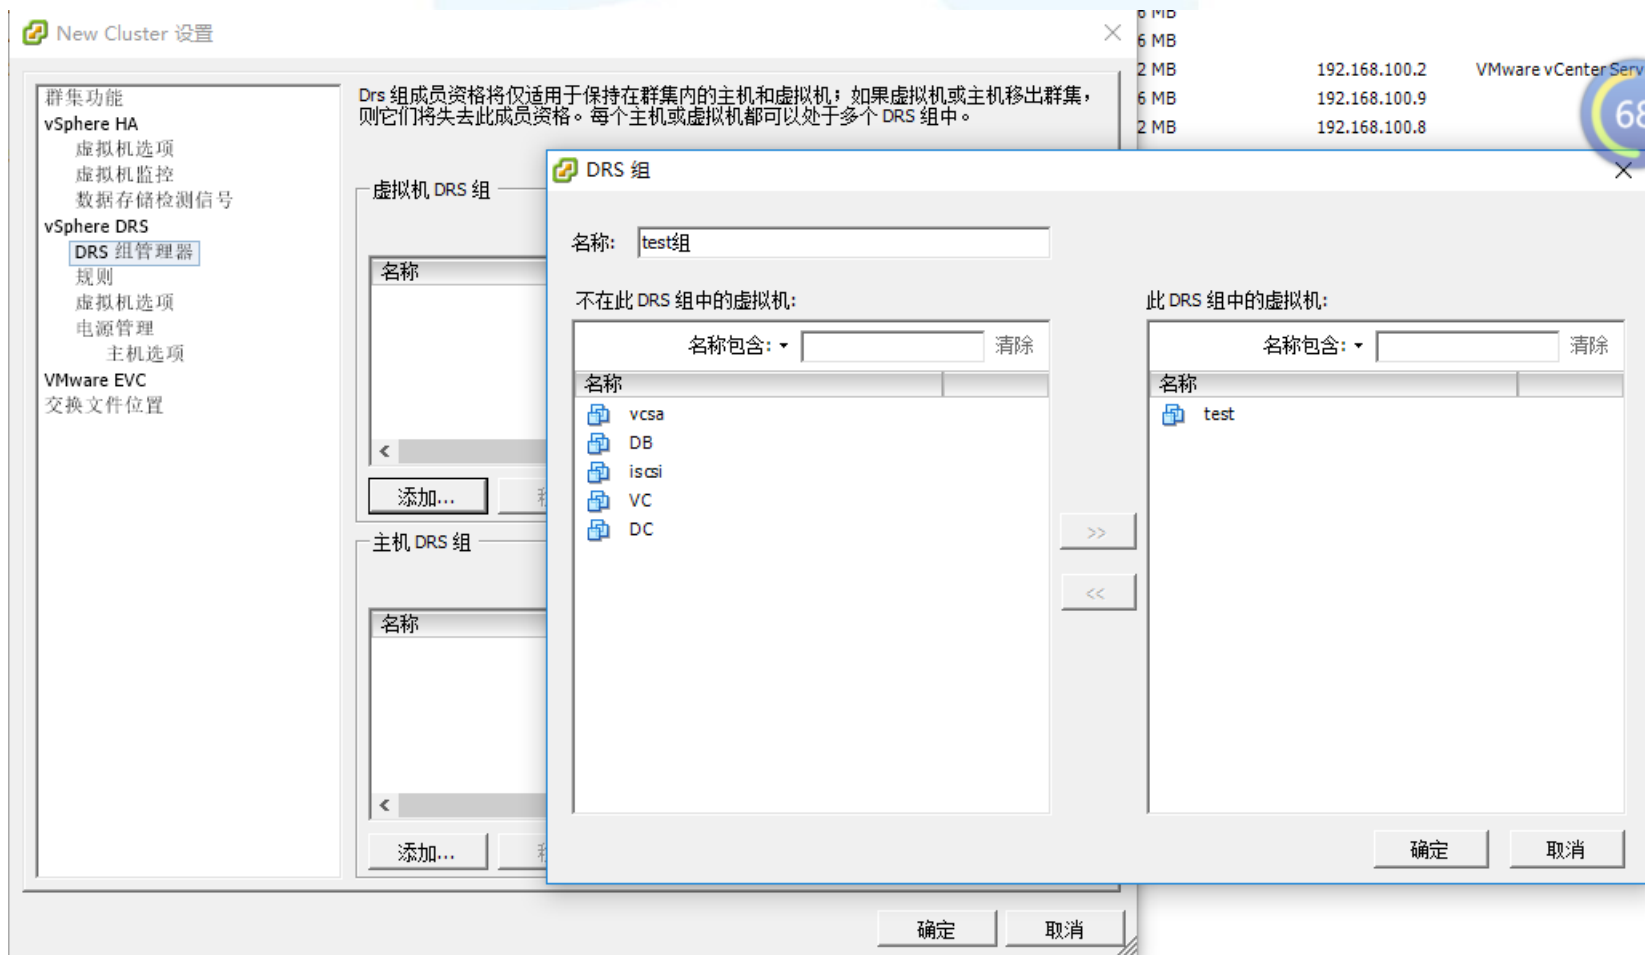 New Cluster 设置
6 MB
6 MB
2 MB 192.168.100.2 VMware vCenter Serv
6 MB 192.168.100.9
2 MB 192.168.100.8
68
群集功能
vSphere HA
虚拟机选项
虚拟机监控
数据存储检测信号
vSphere DRS
DRS 组管理器
规则
虚拟机选项
电源管理
主机选项
VMware EVC
交换文件位置
Drs 组成员资格将仅适用于保持在群集内的主机和虚拟机；如果虚拟机或主机移出群集，
则它们将失去此成员资格。每个主机或虚拟机都可以处于多个 DRS 组中。
虚拟机 DRS 组
名称
添加...
主机 DRS 组
名称
添加...
确定 取消
DRS 组
名称: test组
不在此 DRS 组中的虚拟机:
名称包含: 清除
名称
vcsa
DB
iscsi
VC
DC
>>
<<
此 DRS 组中的虚拟机:
名称包含: 清除
名称
test
确定 取消